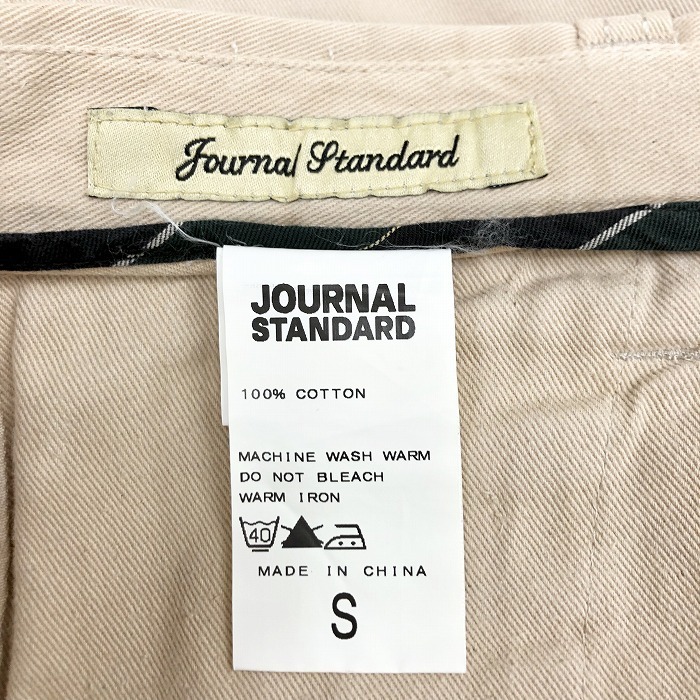 Journal Standard
JOURNAL
STANDARD
100% COTTON
MACHINE WASH WARM
DO NOT BLEACH
WARM IRON
40
MADE IN CHINA
S